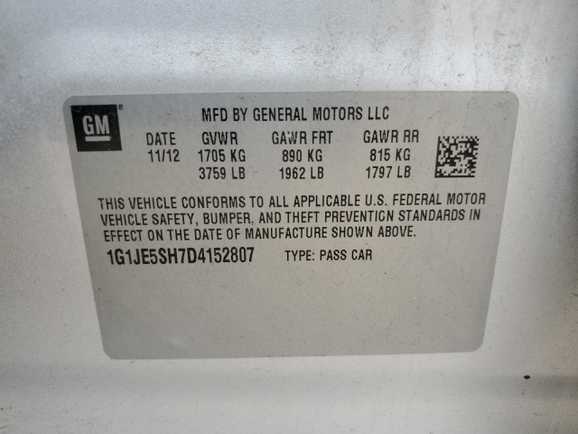 GM MFD BY GENERAL MOTORS LLC
DATE GVWR GAWR FRT GAWR RR
11/12 1705 KG 890 KG 815 KG
3759 LB 1962 LB 1797 LB
THIS VEHICLE CONFORMS TO ALL APPLICABLE U.S. FEDERAL MOTOR
VEHICLE SAFETY, BUMPER, AND THEFT PREVENTION STANDARDS IN
EFFECT ON THE DATE OF MANUFACTURE SHOWN ABOVE.
1G1JE5SH7D4152807 TYPE: PASS CAR